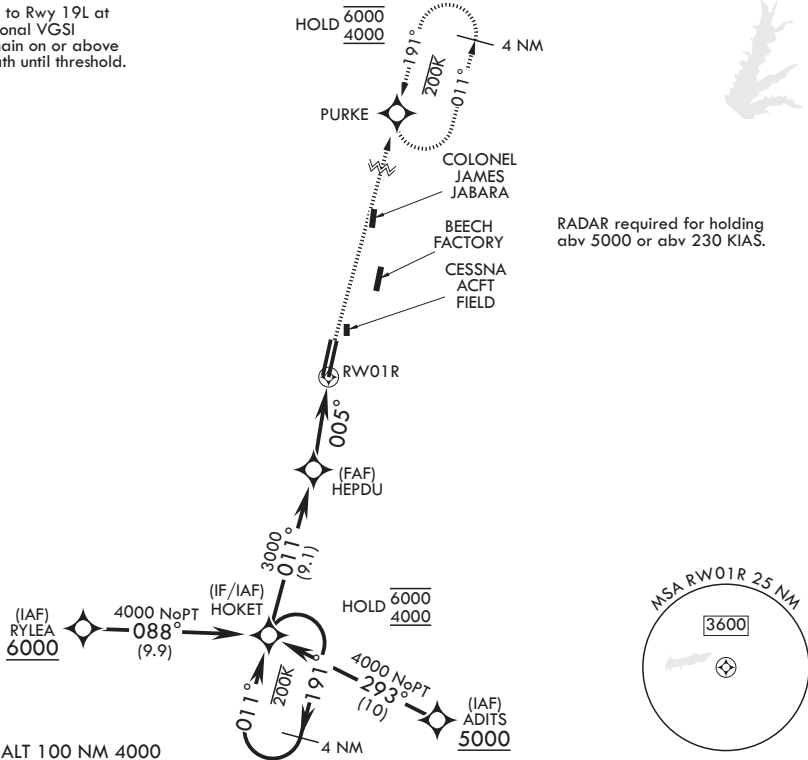 to Rwy 19L at
onal VGSI
ain on or above
th until threshold.
HOLD 6000
4000
191°
200K
011°
4 NM
PURKE
COLONEL
JAMES
JABARA
BEECH
FACTORY
CESSNA
ACFT
FIELD
RADAR required for holding
abv 5000 or abv 230 KIAS.
RW01R
005°
(FAF)
HEPDU
3000
011°
(9.1)
(IF/IAF)
HOKET
HOLD 6000
4000
(IAF)
RYLEA
6000
4000 NoPT
088°
(9.9)
4000 NoPT
293°
(10)
(IAF)
ADITS
5000
011°
200K
191°
4 NM
MSA RW01R 25 NM
3600
ALT 100 NM 4000